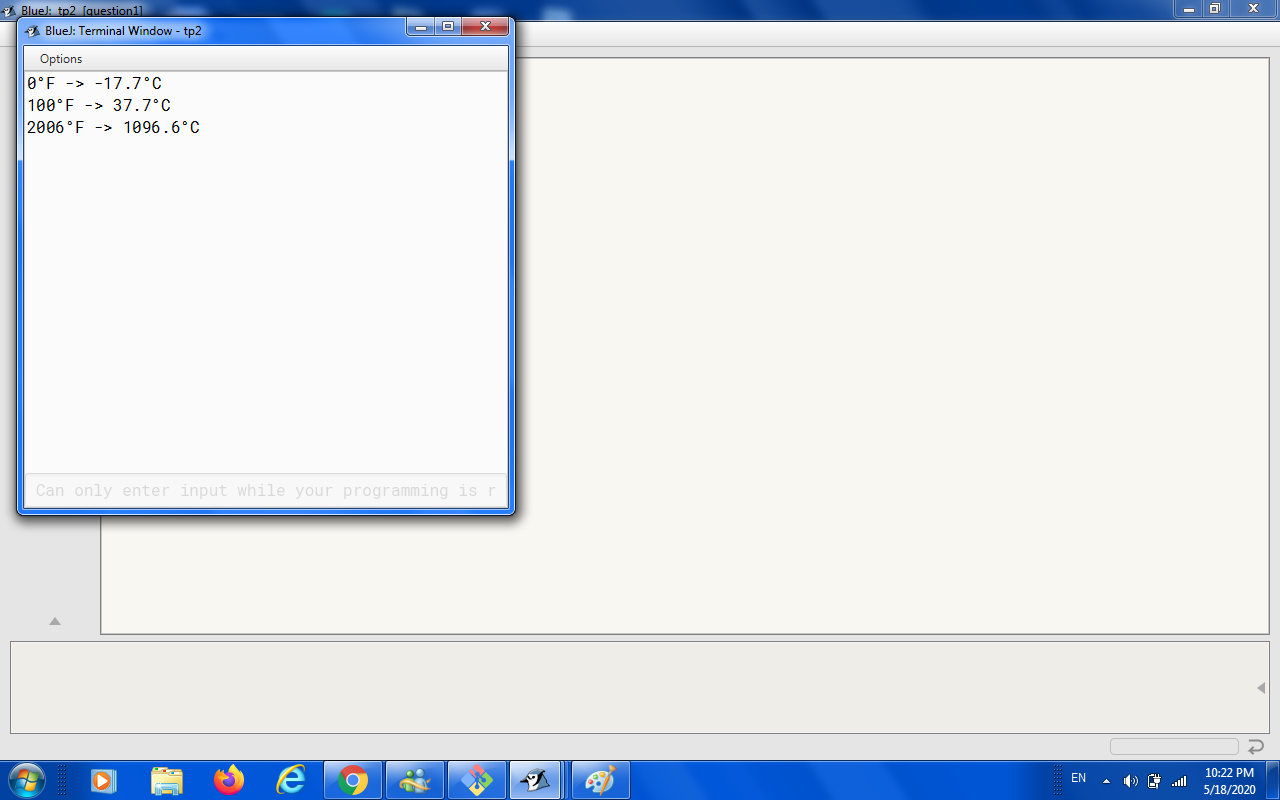 BlueJ: tp2 [question1]
BlueJ: Terminal Window - tp2
Options
0°F -> -17.7°C
100°F -> 37.7°C
2006°F -> 1096.6°C
Can only enter input while your programming is r
EN
10:22 PM
5/18/2020